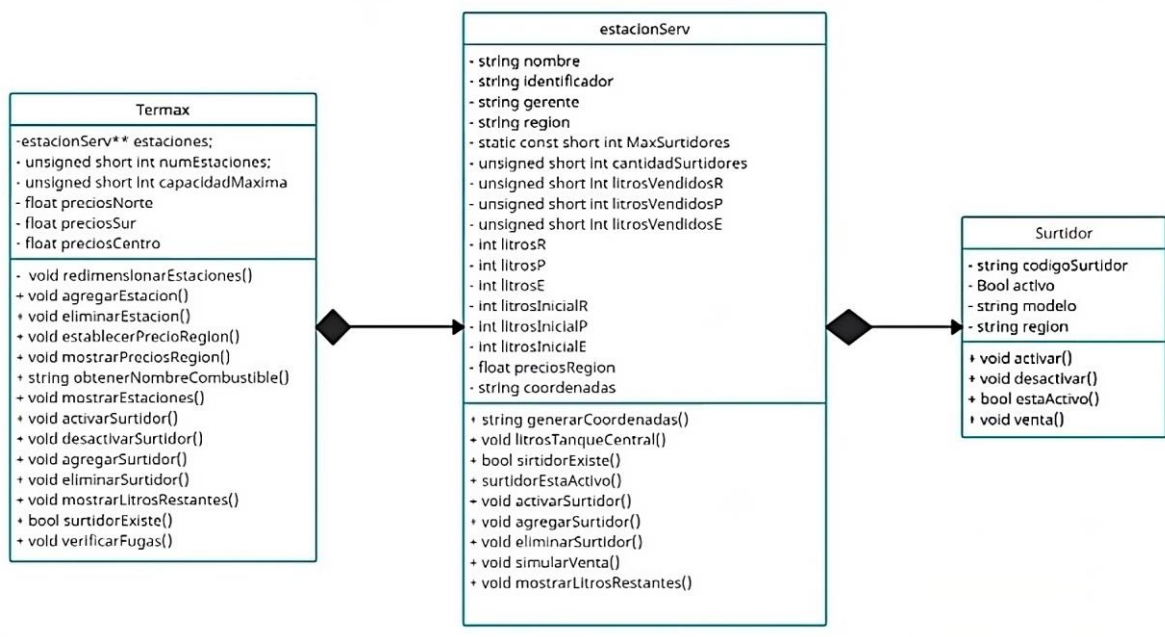 Termax
-estacionServ** estaciones;
- unsigned short int numEstaciones;
- unsigned short int capacidadMaxima
- float preciosNorte
- float preciosSur
- float preciosCentro
- void redimensionarEstaciones()
+ void agregarEstacion()
+ void eliminarEstacion()
+ void establecerPrecioRegion()
+ void mostrarPreciosRegion()
+ string obtenerNombreCombustible()
+ void mostrarEstaciones()
+ void activarSurtidor()
+ void desactivarSurtidor()
+ void agregarSurtidor()
+ void eliminarSurtidor()
+ void mostrarLitrosRestantes()
+ bool surtidorExiste()
+ void verificarFugas()
estacionServ
- string nombre
- string identificador
- string gerente
- string region
- static const short int MaxSurtidores
- unsigned short int cantidadSurtidores
- unsigned short int litrosVendidosR
- unsigned short int litrosVendidosP
- unsigned short int litrosVendidosE
- int litrosR
- int litrosP
- int litrosE
- int litrosInicialR
- int litrosInicialP
- int litrosInicialE
- float preciosRegion
- string coordenadas
+ string generarCoordenadas()
+ void litrosTanqueCentral()
+ bool sirtidorExiste()
+ surtidorEstaActivo()
+ void activarSurtidor()
+ void agregarSurtidor()
+ void eliminarSurtidor()
+ void simularVenta()
+ void mostrarLitrosRestantes()
Surtidor
- string codigoSurtidor
- Bool activo
- string modelo
- string region
+ void activar()
+ void desactivar()
+ bool estaActivo()
+ void venta()